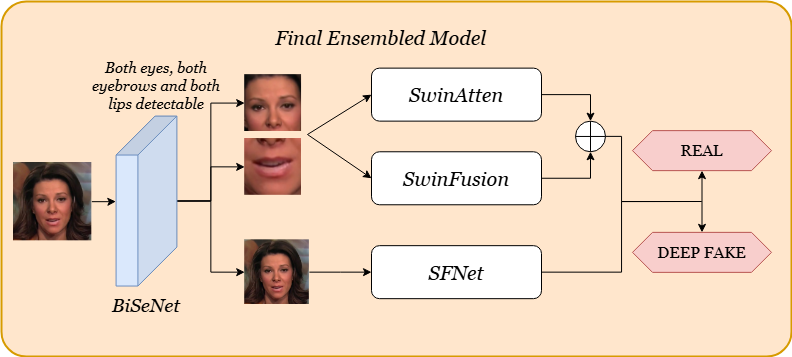 Final Ensembled Model
Both eyes, both
eyebrows and both
lips detectable
SwinAtten
SwinFusion
REAL
DEEP FAKE
SFNet
BiSeNet